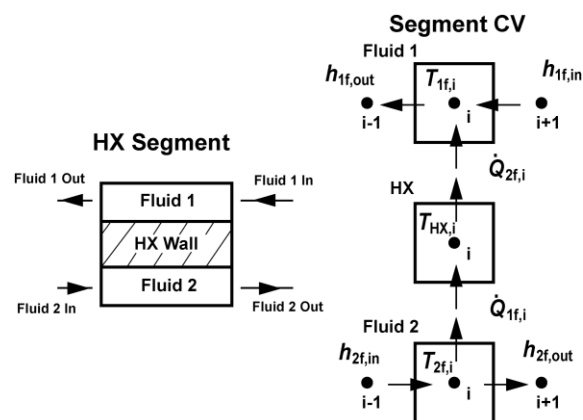 HX Segment
Fluid 1 Out
Fluid 1 In
Fluid 1
HX Wall
Fluid 2
Fluid 2 In
Fluid 2 Out
Segment CV
Fluid 1
h1f,out
T1f,i
h1f,in
i-1
i
i+1
Q̇2f,i
HX
THX,i
i
Q̇1f,i
Fluid 2
h2f,in
T2f,i
h2f,out
i-1
i
i+1